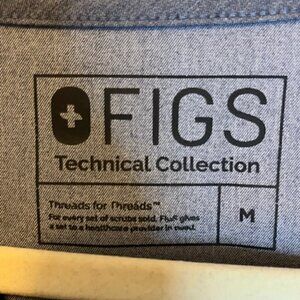 FIGS
Technical Collection
Threads for Threads™
For every set of scrubs sold, FIGS gives
a set to a healthcare provider in need.
M